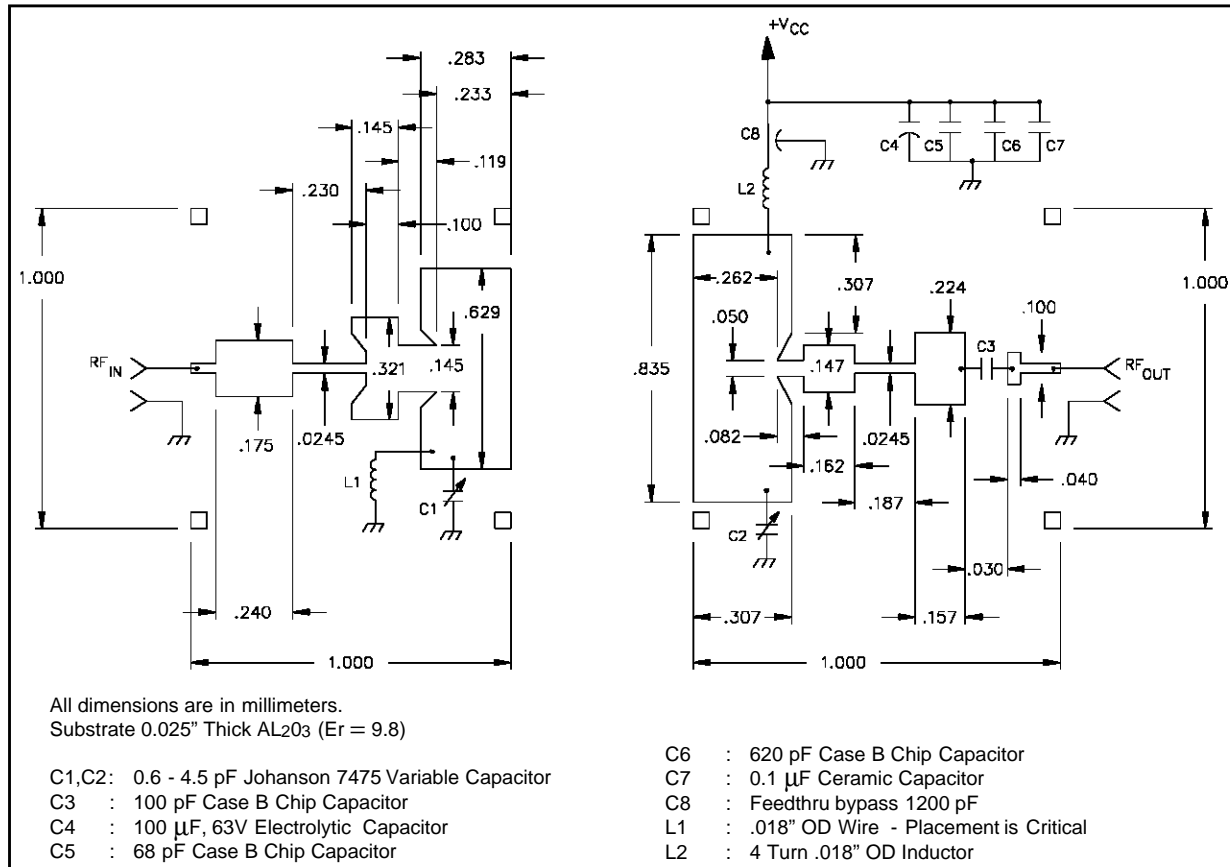 +VCC
.283
.233
.145
.119
.230
.100
1.000
.629
RFIN
.321
.145
.175
.0245
L1
C1
.240
1.000
C8
C4
C5
C6
C7
L2
1.000
.262
.307
.224
.050
.100
C3
.835
.147
RFOUT
.082
.0245
.162
.040
.187
C2
.030
.307
.157
1.000
All dimensions are in millimeters.
Substrate 0.025” Thick AL2O3 (Er = 9.8)
C1,C2 : 0.6 - 4.5 pF Johanson 7475 Variable Capacitor
C3 : 100 pF Case B Chip Capacitor
C4 : 100 μF, 63V Electrolytic Capacitor
C5 : 68 pF Case B Chip Capacitor
C6 : 620 pF Case B Chip Capacitor
C7 : 0.1 μF Ceramic Capacitor
C8 : Feedthru bypass 1200 pF
L1 : .018” OD Wire - Placement is Critical
L2 : 4 Turn .018” OD Inductor